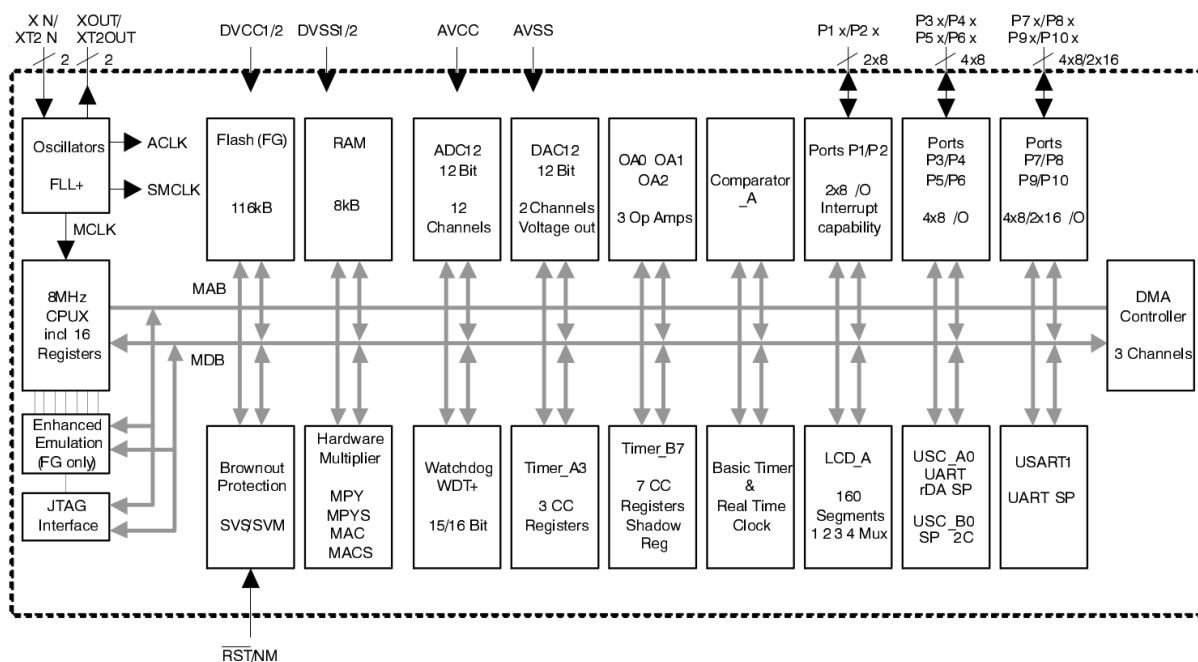 X N/
XT2 N
XOUT/
XT2OUT
2
2
DVCC1/2
DVSS1/2
AVCC
AVSS
P1 x/P2 x
2x8
P3 x/P4 x
P5 x/P6 x
4x8
P7 x/P8 x
P9 x/P10 x
4x8/2x16
Oscillators
FLL+
ACLK
SMCLK
MCLK
Flash (FG)
116kB
RAM
8kB
ADC12
12 Bit
12
Channels
DAC12
12 Bit
2 Channels
Voltage out
OA0 OA1
OA2
3 Op Amps
Comparator
_A
Ports P1/P2
2x8 /O
Interrupt
capability
Ports
P3/P4
P5/P6
4x8 /O
Ports
P7/P8
P9/P10
4x8/2x16 /O
8MHz
CPUX
incl 16
Registers
MAB
MDB
DMA
Controller
3 Channels
Enhanced
Emulation
(FG only)
JTAG
Interface
Brownout
Protection
SVS/SVM
Hardware
Multiplier
MPY
MPYS
MAC
MACS
Watchdog
WDT+
15/16 Bit
Timer_A3
3 CC
Registers
Timer_B7
7 CC
Registers
Shadow
Reg
Basic Timer
&
Real Time
Clock
LCD_A
160
Segments
1 2 3 4 Mux
USC_A0
UART
rDA SP
USC_B0
SP 2C
USART1
UART SP
RST/NM